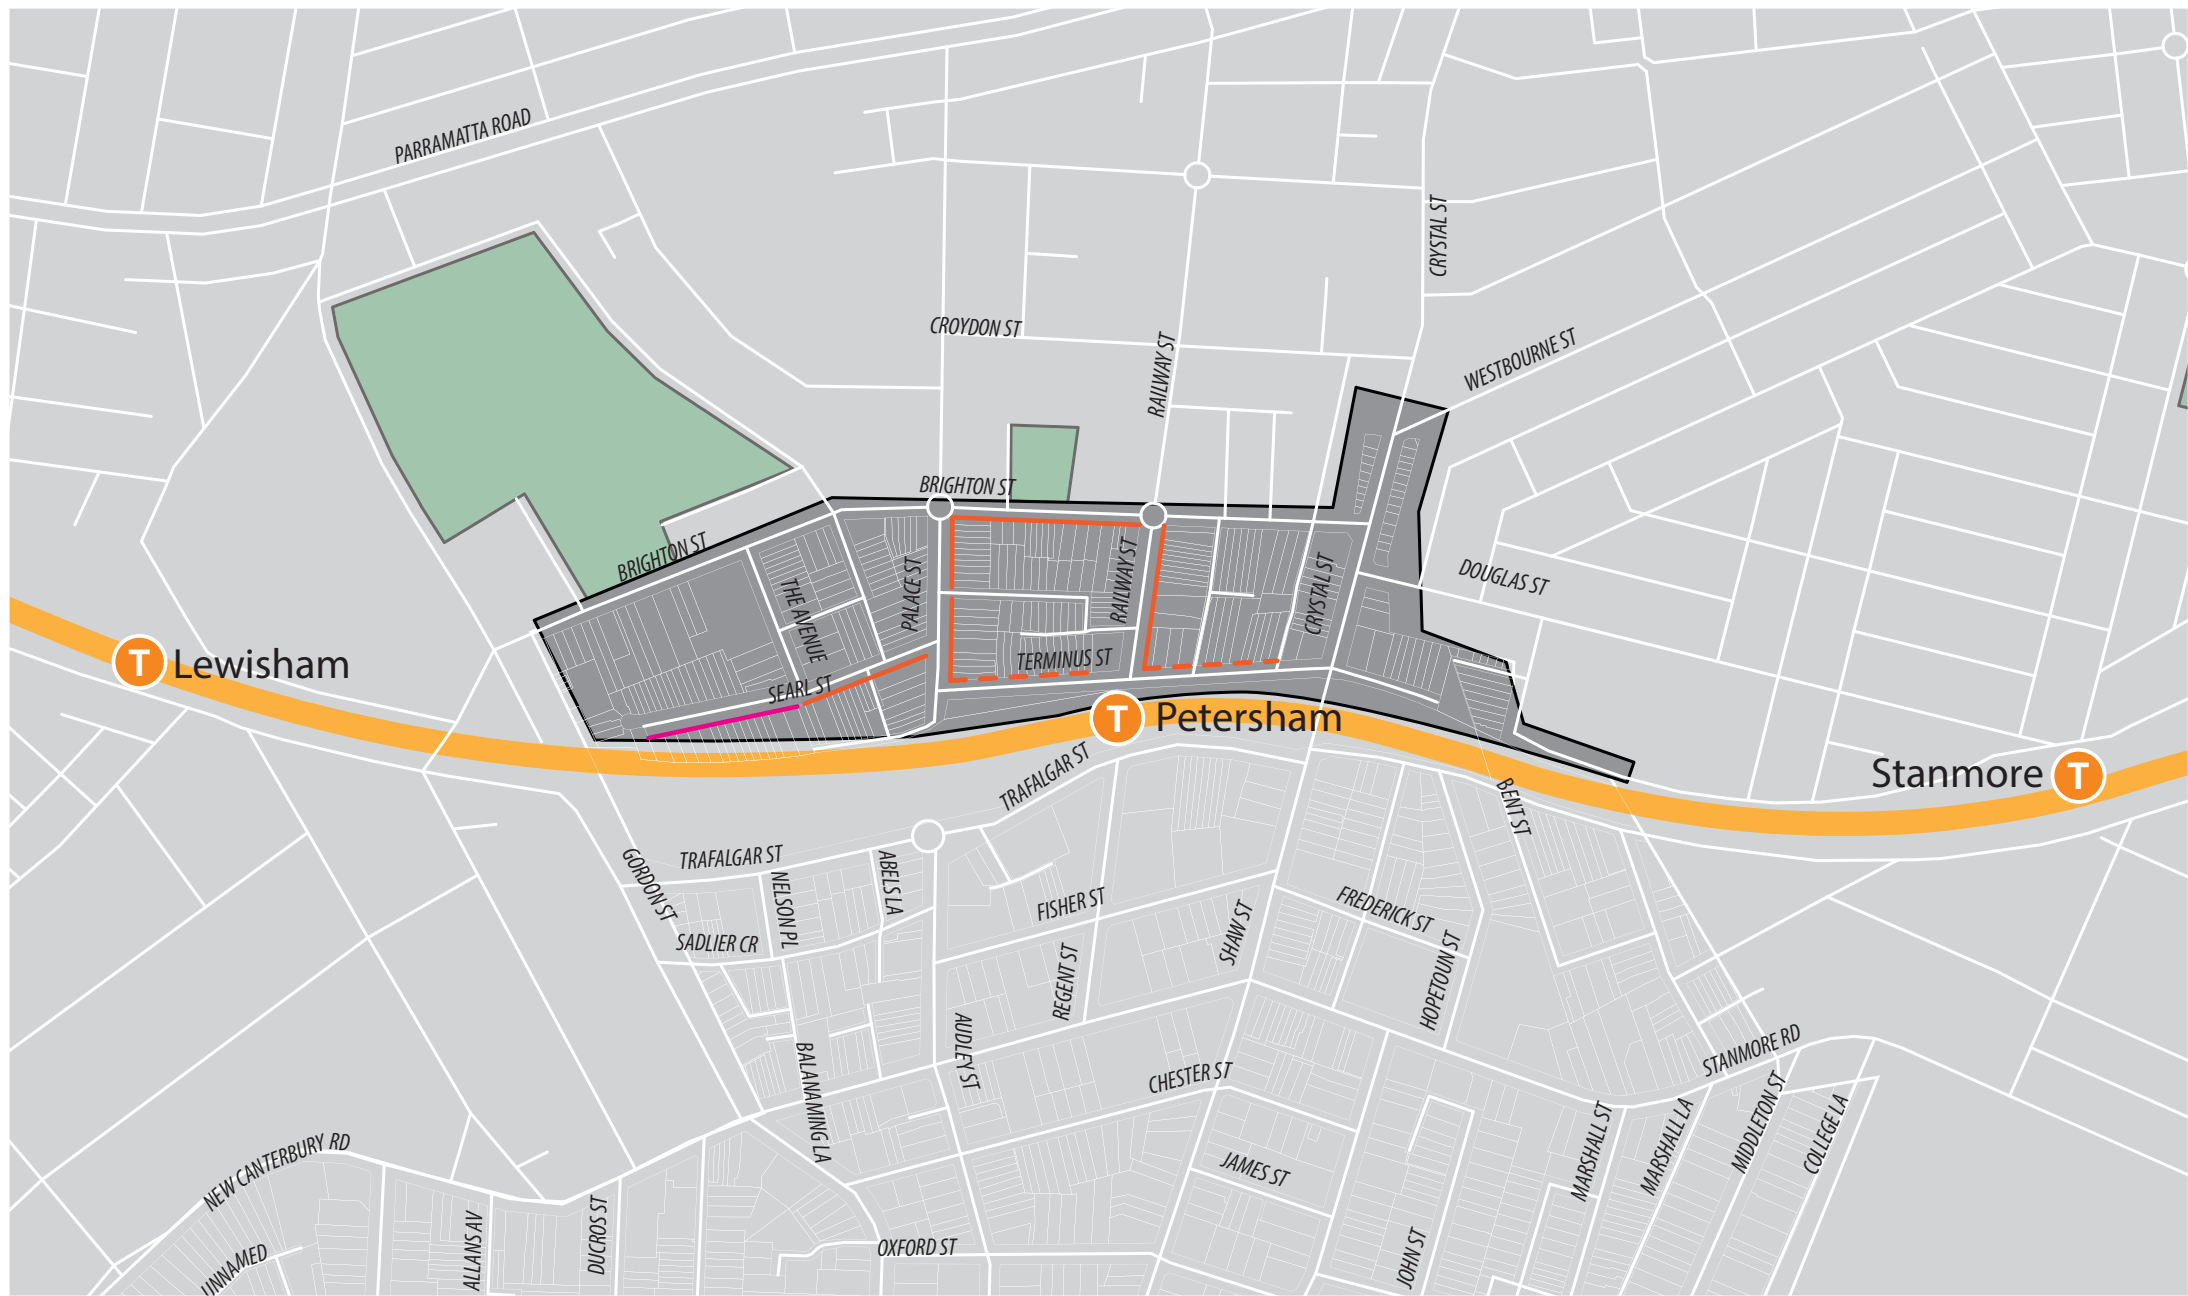 PARRAMATTA ROAD
CRYSTAL ST
CROYDON ST
RAILWAY ST
WESTBOURNE ST
BRIGHTON ST
BRIGHTON ST
THE AVENUE
PALACE ST
RAILWAY ST
CRYSTAL ST
DOUGLAS ST
TERMINUS ST
SEARL ST
T Lewisham
T Petersham
Stanmore T
TRAFALGAR ST
BENT ST
TRAFALGAR ST
GORDON ST
NELSON PL
ABELS LA
FISHER ST
FREDERICK ST
SADLIER CR
REGENT ST
SHAW ST
HOPETOUN ST
AUDLEY ST
BALANAMING LA
CHESTER ST
STANMORE RD
NEW CANTERBURY RD
JAMES ST
MARSHALL ST
MARSHALL LA
MIDDLETON ST
COLLEGE LA
UNNAMED
ALLANS AV
DUCROS ST
OXFORD ST
JOHN ST